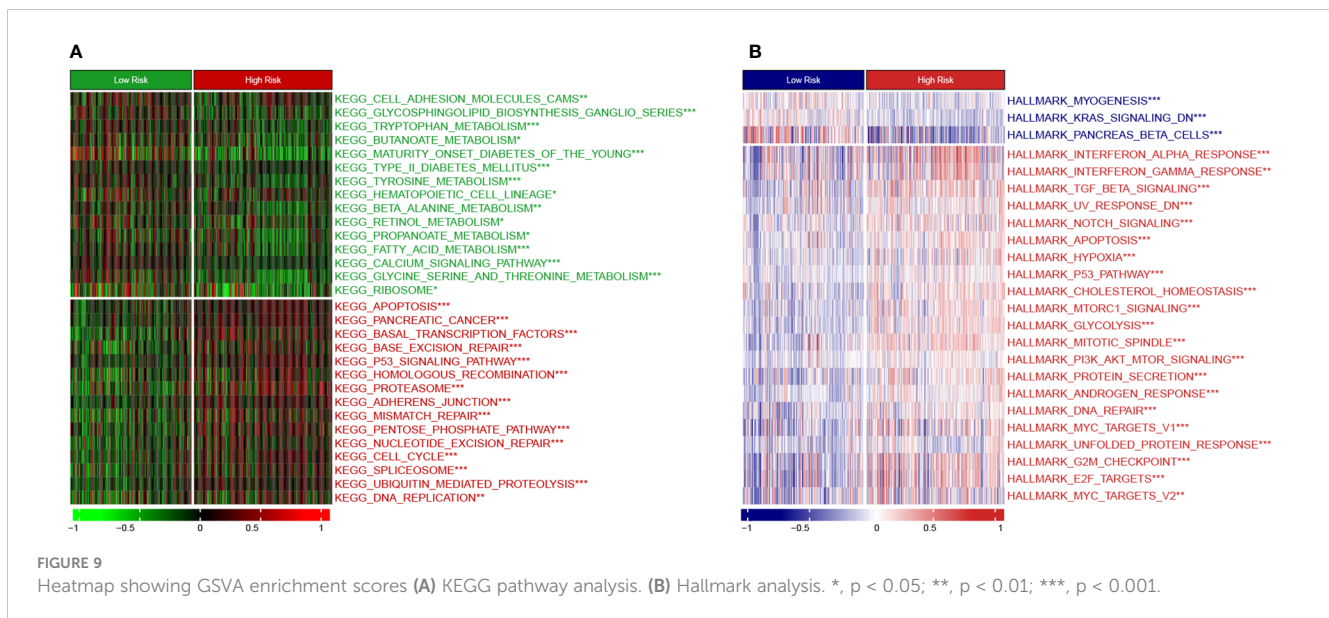 A
Low Risk
High Risk
KEGG_CELL_ADHESION_MOLECULES_CAMS**
KEGG_GLYCOSPHINGOLIPID_BIOSYNTHESIS_GANGLIO_SERIES***
KEGG_TRYPTOPHAN_METABOLISM***
KEGG_BUTANOATE_METABOLISM*
KEGG_MATURITY_ONSET_DIABETES_OF_THE_YOUNG***
KEGG_TYPE_II_DIABETES_MELLITUS***
KEGG_TYROSINE_METABOLISM***
KEGG_HEMATOPOIETIC_CELL_LINEAGE*
KEGG_BETA_ALANINE_METABOLISM**
KEGG_RETINOL_METABOLISM*
KEGG_PROPANOATE_METABOLISM*
KEGG_FATTY_ACID_METABOLISM***
KEGG_CALCIUM_SIGNALING_PATHWAY***
KEGG_GLYCINE_SERINE_AND_THREONINE_METABOLISM***
KEGG_RIBOSOME*
KEGG_APOPTOSIS***
KEGG_PANCREATIC_CANCER***
KEGG_BASAL_TRANSCRIPTION_FACTORS***
KEGG_BASE_EXCISION_REPAIR***
KEGG_P53_SIGNALING_PATHWAY***
KEGG_HOMOLOGOUS_RECOMBINATION***
KEGG_PROTEASOME***
KEGG_ADHERENS_JUNCTION***
KEGG_MISMATCH_REPAIR***
KEGG_PENTOSE_PHOSPHATE_PATHWAY***
KEGG_NUCLEOTIDE_EXCISION_REPAIR***
KEGG_CELL_CYCLE***
KEGG_SPLICEOSOME***
KEGG_UBIQUITIN_MEDIATED_PROTEOLYSIS***
KEGG_DNA_REPLICATION**
−1 −0.5 0 0.5 1
B
Low Risk
High Risk
HALLMARK_MYOGENESIS***
HALLMARK_KRAS_SIGNALING_DN***
HALLMARK_PANCREAS_BETA_CELLS***
HALLMARK_INTERFERON_ALPHA_RESPONSE***
HALLMARK_INTERFERON_GAMMA_RESPONSE**
HALLMARK_TGF_BETA_SIGNALING***
HALLMARK_UV_RESPONSE_DN***
HALLMARK_NOTCH_SIGNALING***
HALLMARK_APOPTOSIS***
HALLMARK_HYPOXIA***
HALLMARK_P53_PATHWAY***
HALLMARK_CHOLESTEROL_HOMEOSTASIS***
HALLMARK_MTORC1_SIGNALING***
HALLMARK_GLYCOLYSIS***
HALLMARK_MITOTIC_SPINDLE***
HALLMARK_PI3K_AKT_MTOR_SIGNALING***
HALLMARK_PROTEIN_SECRETION***
HALLMARK_ANDROGEN_RESPONSE***
HALLMARK_DNA_REPAIR***
HALLMARK_MYC_TARGETS_V1***
HALLMARK_UNFOLDED_PROTEIN_RESPONSE***
HALLMARK_G2M_CHECKPOINT***
HALLMARK_E2F_TARGETS***
HALLMARK_MYC_TARGETS_V2**
−1 −0.5 0 0.5 1
FIGURE 9
Heatmap showing GSVA enrichment scores (A) KEGG pathway analysis. (B) Hallmark analysis. *, p < 0.05; **, p < 0.01; ***, p < 0.001.